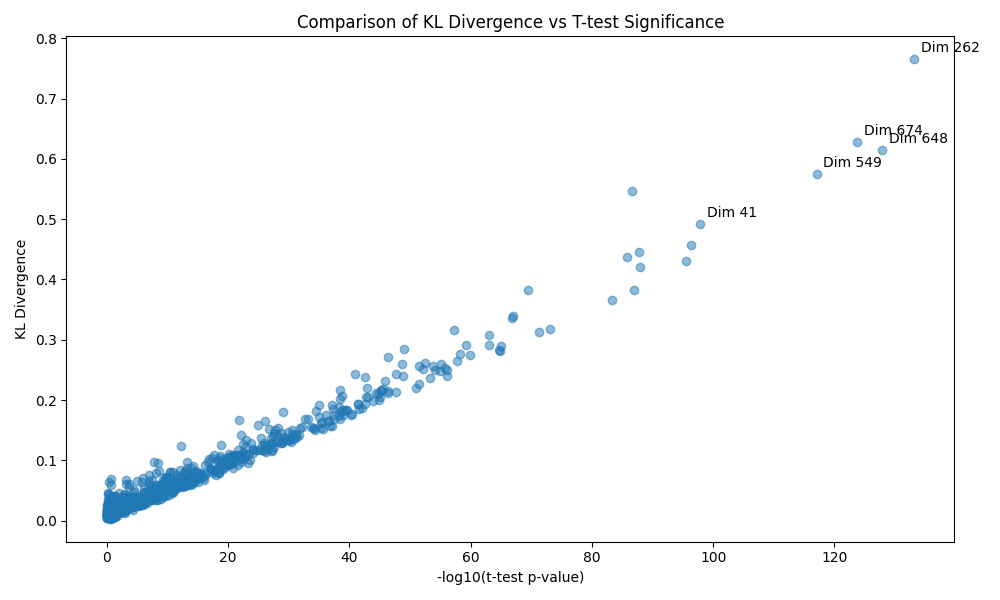 Comparison of KL Divergence vs T-test Significance
KL Divergence
0.8
0.7
0.6
0.5
0.4
0.3
0.2
0.1
0.0
Dim 262
Dim 674
Dim 648
Dim 549
Dim 41
0 20 40 60 80 100 120
-log10(t-test p-value)